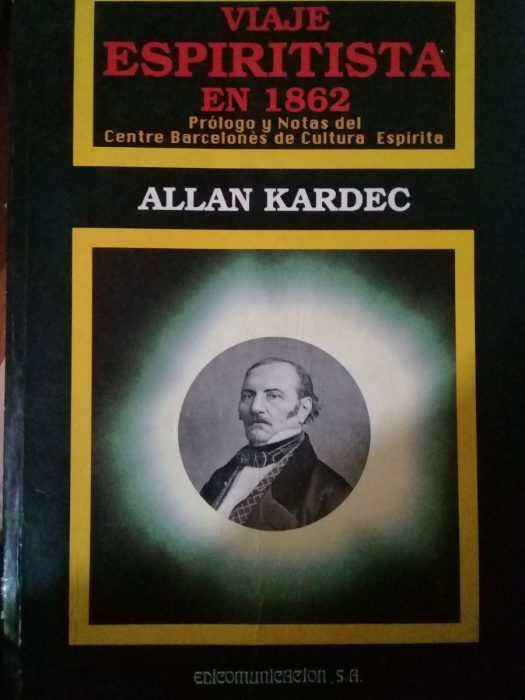 VIAJE
ESPIRITISTA
EN 1862
Prólogo y Notas del
Centre Barcelonès de Cultura Espirita
ALLAN KARDEC
EDICOMUNICACION, S.A.